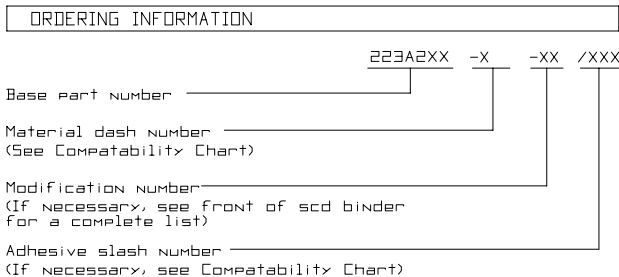 ORDERING INFORMATION
223A2XX -X -XX /XXX
Base part number
Material dash number
(See Compatability Chart)
Modification number
(If necessary, see front of scd binder
for a complete list)
Adhesive slash number
(If necessary, see Compatability Chart)